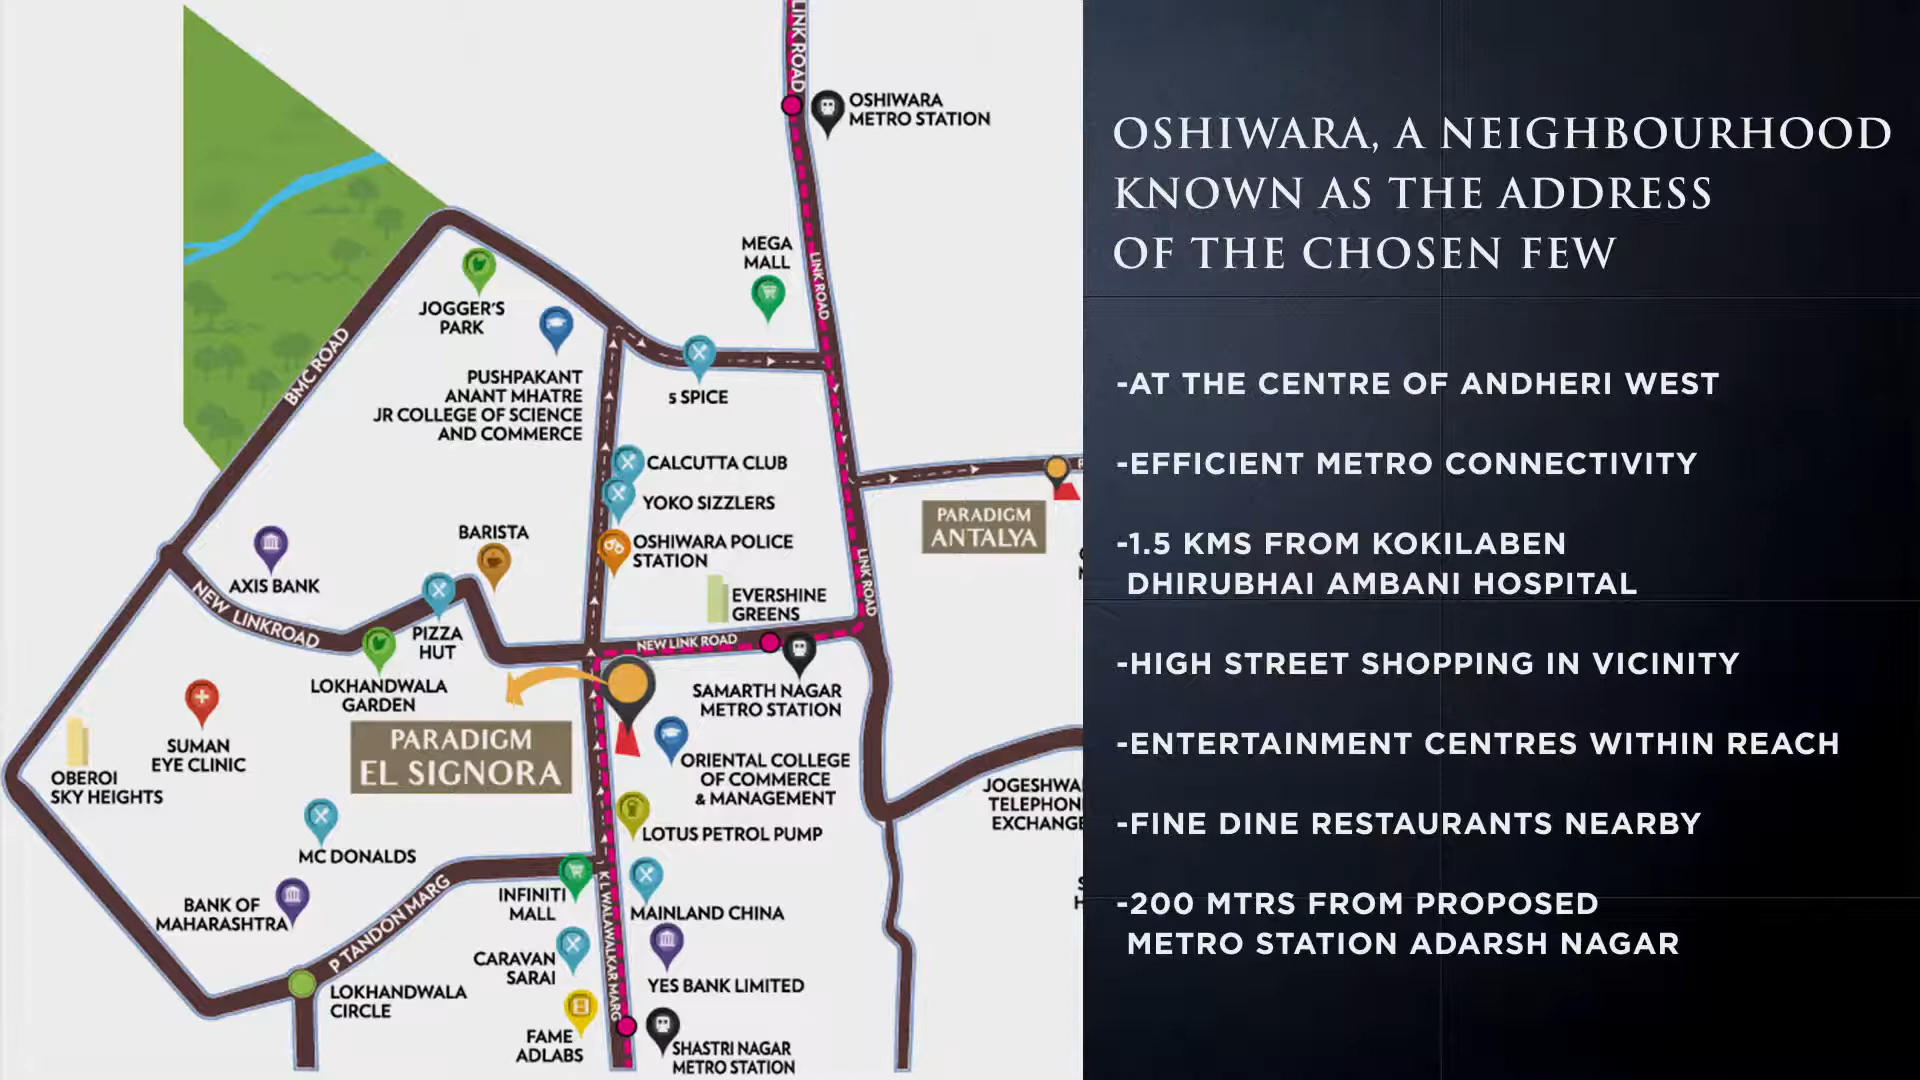 LINK ROAD
OSHIWARA
METRO STATION
MEGA
MALL
LINK ROAD
JOGGER'S
PARK
PUSHPAKANT
ANANT MHATRE
JR COLLEGE OF SCIENCE
AND COMMERCE
BMC ROAD
5 SPICE
CALCUTTA CLUB
YOKO SIZZLERS
PARADIGM
ANTALYA
BARISTA
OSHIWARA POLICE
STATION
AXIS BANK
LINK ROAD
EVERSHINE
GREENS
NEW LINKROAD
PIZZA
HUT
NEW LINK ROAD
LOKHANDWALA
GARDEN
SAMARTH NAGAR
METRO STATION
SUMAN
EYE CLINIC
PARADIGM
EL SIGNORA
ORIENTAL COLLEGE
OF COMMERCE
& MANAGEMENT
OBEROI
SKY HEIGHTS
JOGESHWA
TELEPHON
EXCHANGE
LOTUS PETROL PUMP
MC DONALDS
INFINITI
MALL
BANK OF
MAHARASHTRA
P TANDON MARG
K L WALAWALKAR MARG
MAINLAND CHINA
CARAVAN
SARAI
YES BANK LIMITED
LOKHANDWALA
CIRCLE
FAME
ADLABS
SHASTRI NAGAR
METRO STATION
OSHIWARA, A NEIGHBOURHOOD
KNOWN AS THE ADDRESS
OF THE CHOSEN FEW
-AT THE CENTRE OF ANDHERI WEST
-EFFICIENT METRO CONNECTIVITY
-1.5 KMS FROM KOKILABEN
DHIRUBHAI AMBANI HOSPITAL
-HIGH STREET SHOPPING IN VICINITY
-ENTERTAINMENT CENTRES WITHIN REACH
-FINE DINE RESTAURANTS NEARBY
-200 MTRS FROM PROPOSED
METRO STATION ADARSH NAGAR